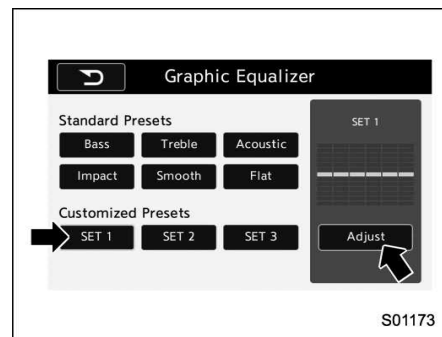 Graphic Equalizer
Standard Presets
Bass Treble Acoustic
Impact Smooth Flat
Customized Presets
SET 1 SET 2 SET 3
SET 1
Adjust
S01173